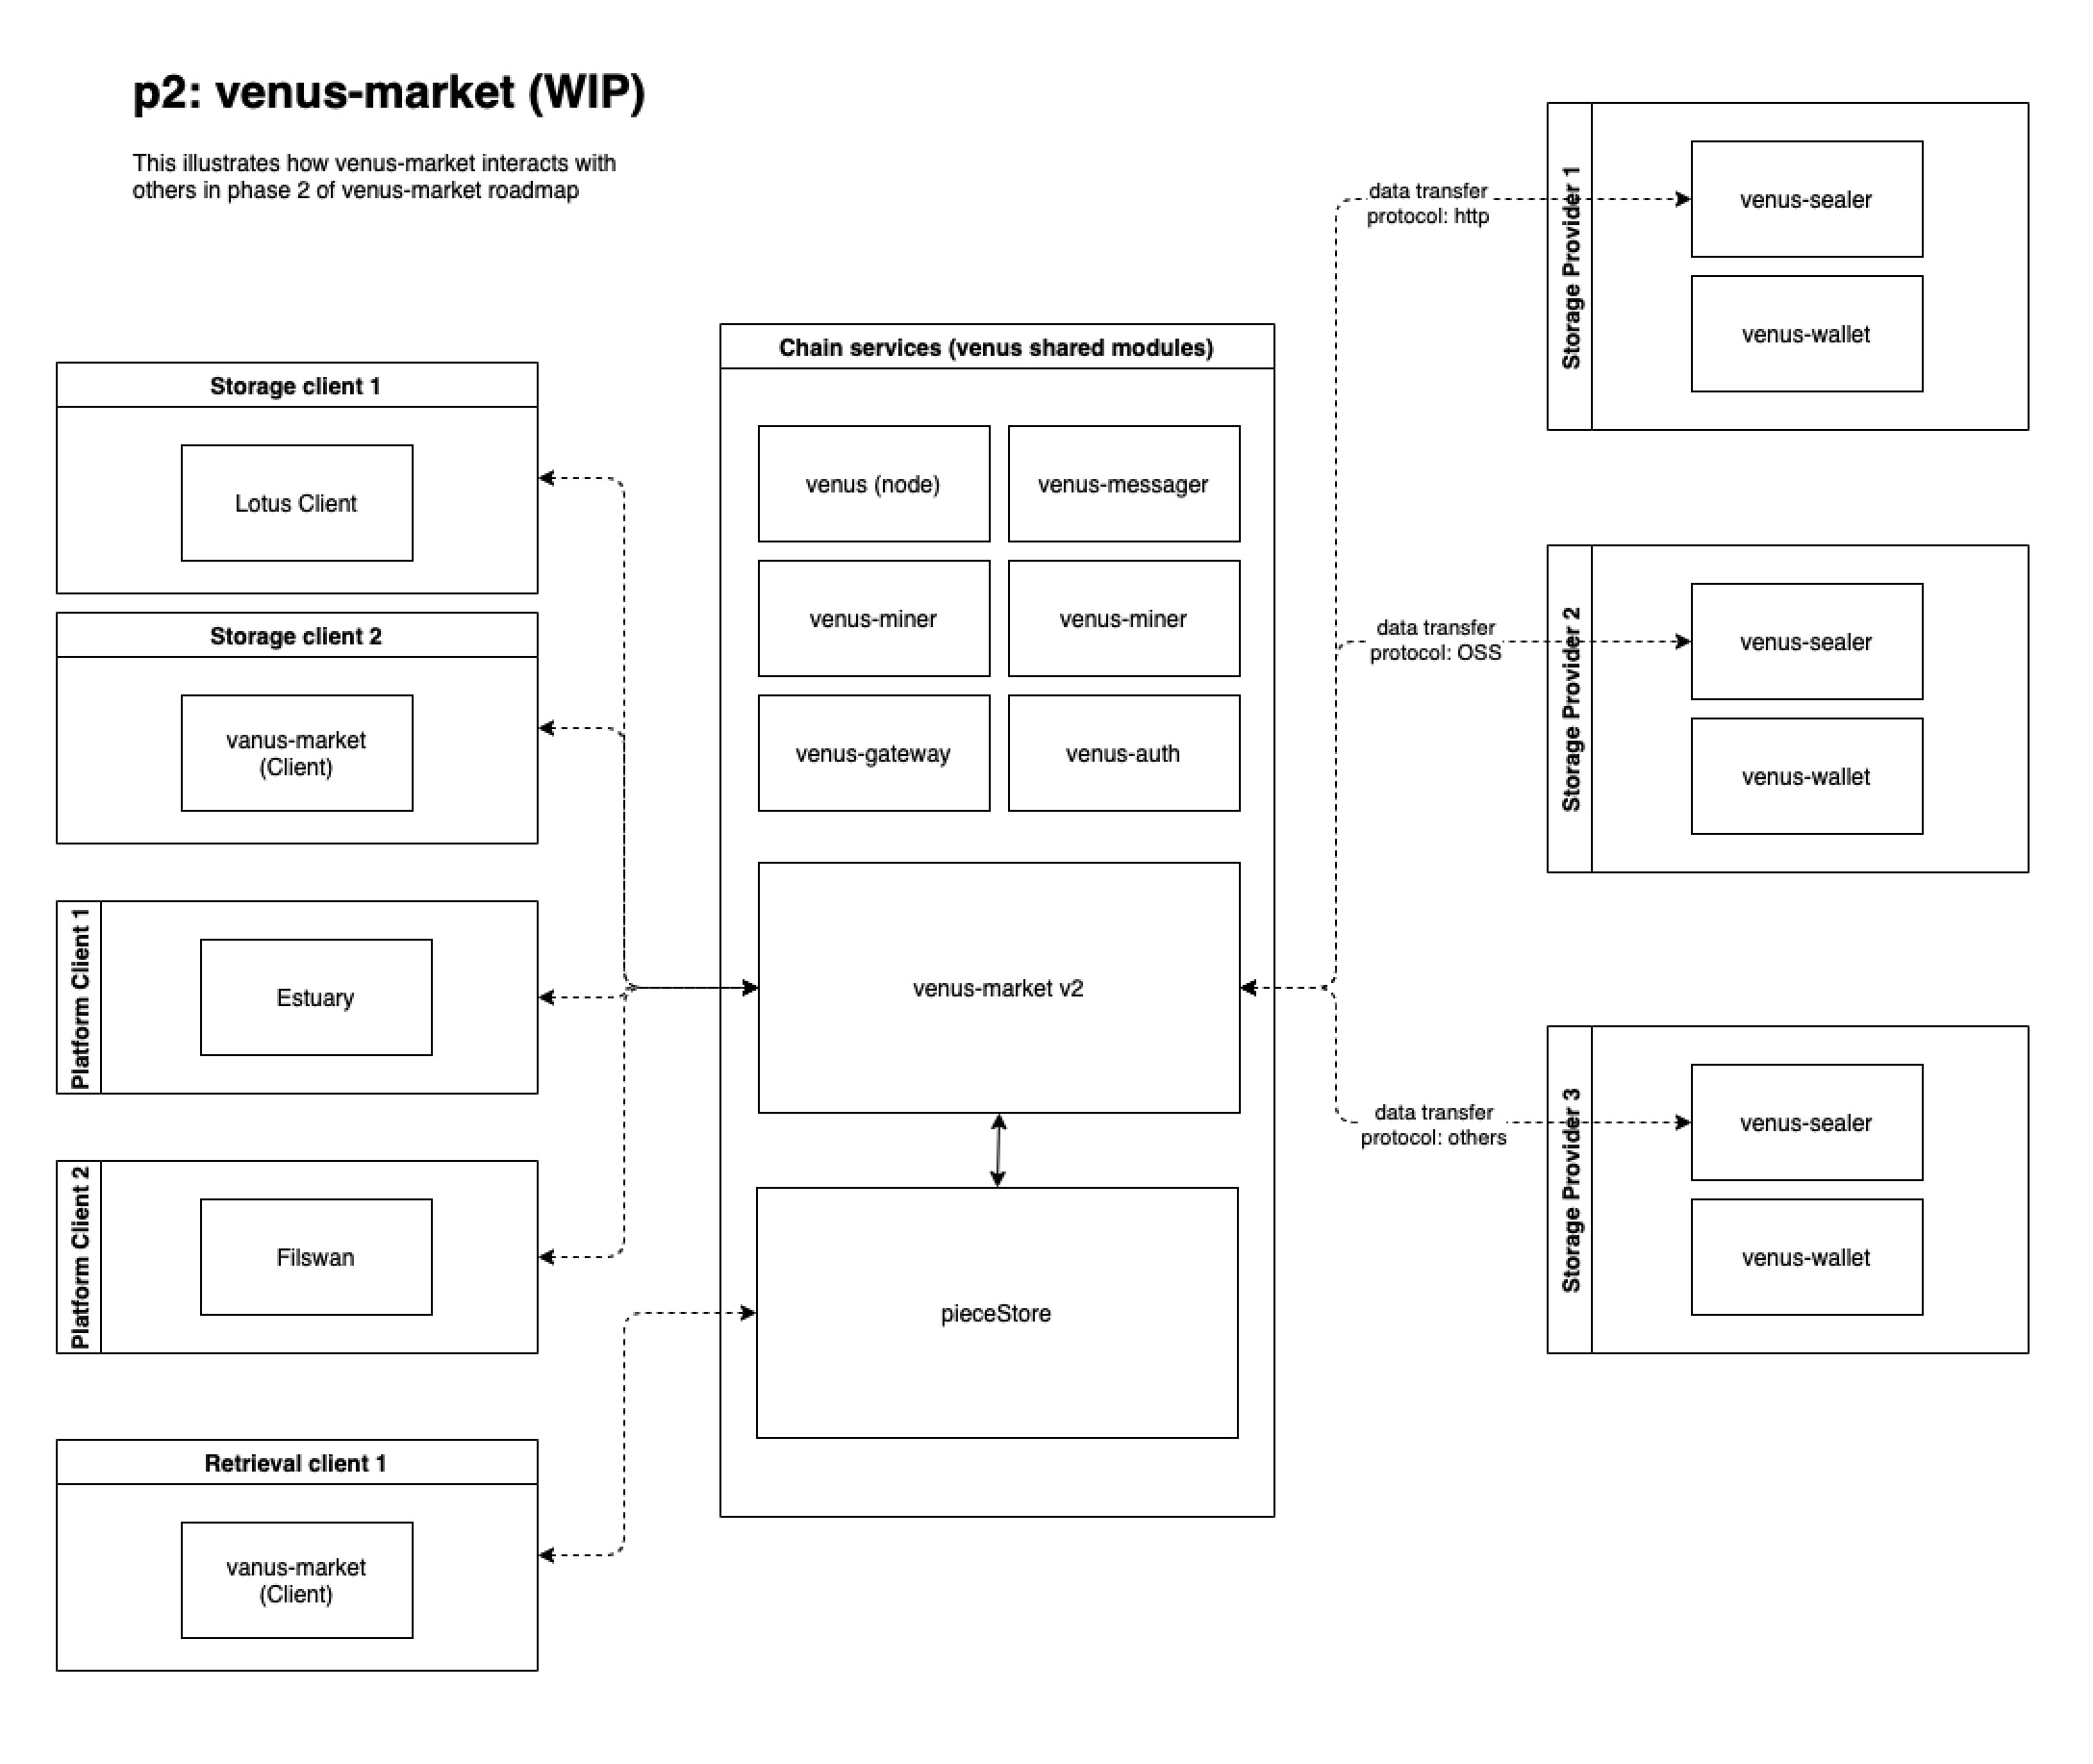 p2: venus-market (WIP)
This illustrates how venus-market interacts with
others in phase 2 of venus-market roadmap
Storage client 1
Lotus Client
Storage client 2
vanus-market
(Client)
Platform Client 1
Estuary
Platform Client 2
Filswan
Retrieval client 1
vanus-market
(Client)
Chain services (venus shared modules)
venus (node)
venus-messager
venus-miner
venus-miner
venus-gateway
venus-auth
venus-market v2
pieceStore
data transfer
protocol: http
Storage Provider 1
venus-sealer
venus-wallet
data transfer
protocol: OSS
Storage Provider 2
venus-sealer
venus-wallet
data transfer
protocol: others
Storage Provider 3
venus-sealer
venus-wallet